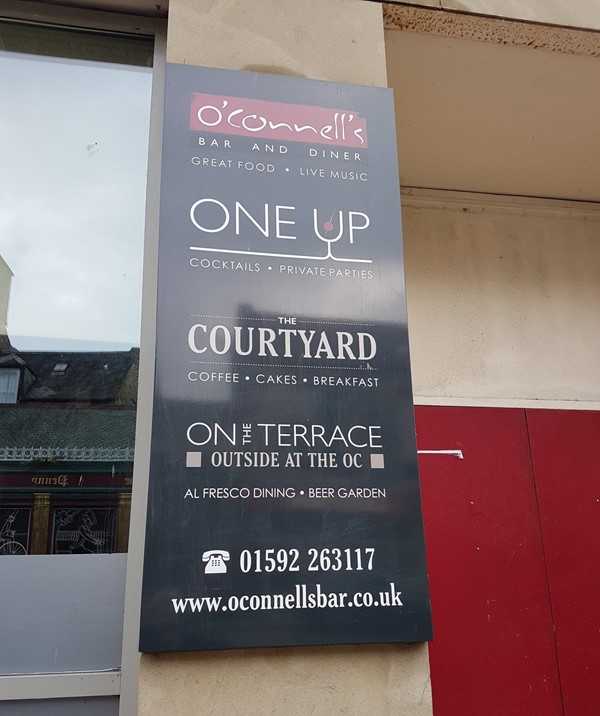 o'connell's
BAR AND DINER
GREAT FOOD • LIVE MUSIC
ONE UP
COCKTAILS • PRIVATE PARTIES
THE
COURTYARD
COFFEE • CAKES • BREAKFAST
ON THE TERRACE
OUTSIDE AT THE OC
AL FRESCO DINING • BEER GARDEN
01592 263117
www.oconnellsbar.co.uk
Penny